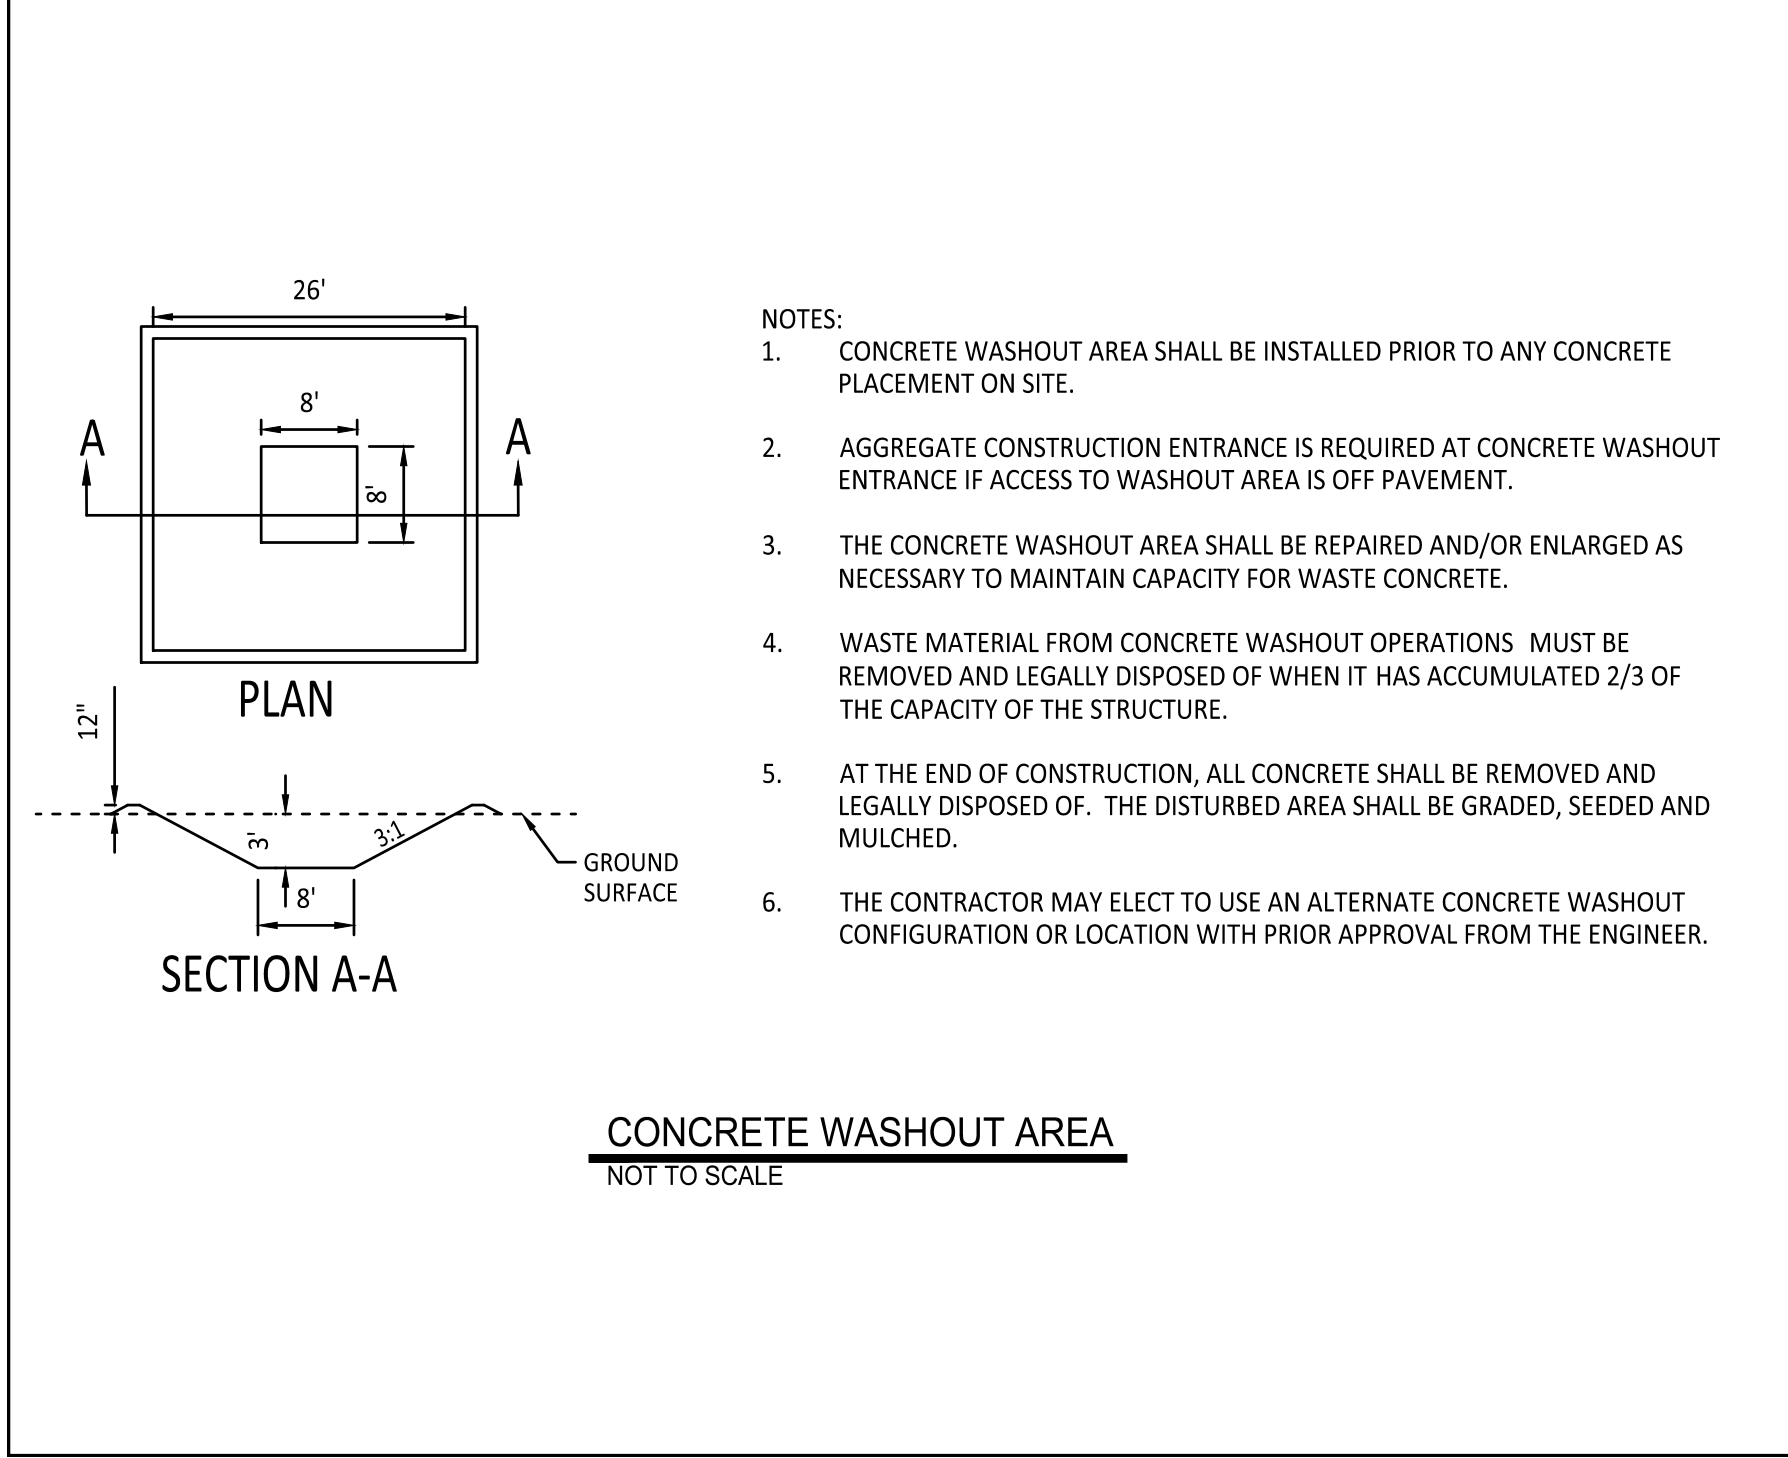 26'
8'
A
A
8'
PLAN
12"
3'
3:1
GROUND
SURFACE
8'
SECTION A-A
NOTES:
1. CONCRETE WASHOUT AREA SHALL BE INSTALLED PRIOR TO ANY CONCRETE
PLACEMENT ON SITE.
2. AGGREGATE CONSTRUCTION ENTRANCE IS REQUIRED AT CONCRETE WASHOUT
ENTRANCE IF ACCESS TO WASHOUT AREA IS OFF PAVEMENT.
3. THE CONCRETE WASHOUT AREA SHALL BE REPAIRED AND/OR ENLARGED AS
NECESSARY TO MAINTAIN CAPACITY FOR WASTE CONCRETE.
4. WASTE MATERIAL FROM CONCRETE WASHOUT OPERATIONS MUST BE
REMOVED AND LEGALLY DISPOSED OF WHEN IT HAS ACCUMULATED 2/3 OF
THE CAPACITY OF THE STRUCTURE.
5. AT THE END OF CONSTRUCTION, ALL CONCRETE SHALL BE REMOVED AND
LEGALLY DISPOSED OF. THE DISTURBED AREA SHALL BE GRADED, SEEDED AND
MULCHED.
6. THE CONTRACTOR MAY ELECT TO USE AN ALTERNATE CONCRETE WASHOUT
CONFIGURATION OR LOCATION WITH PRIOR APPROVAL FROM THE ENGINEER.
CONCRETE WASHOUT AREA
NOT TO SCALE